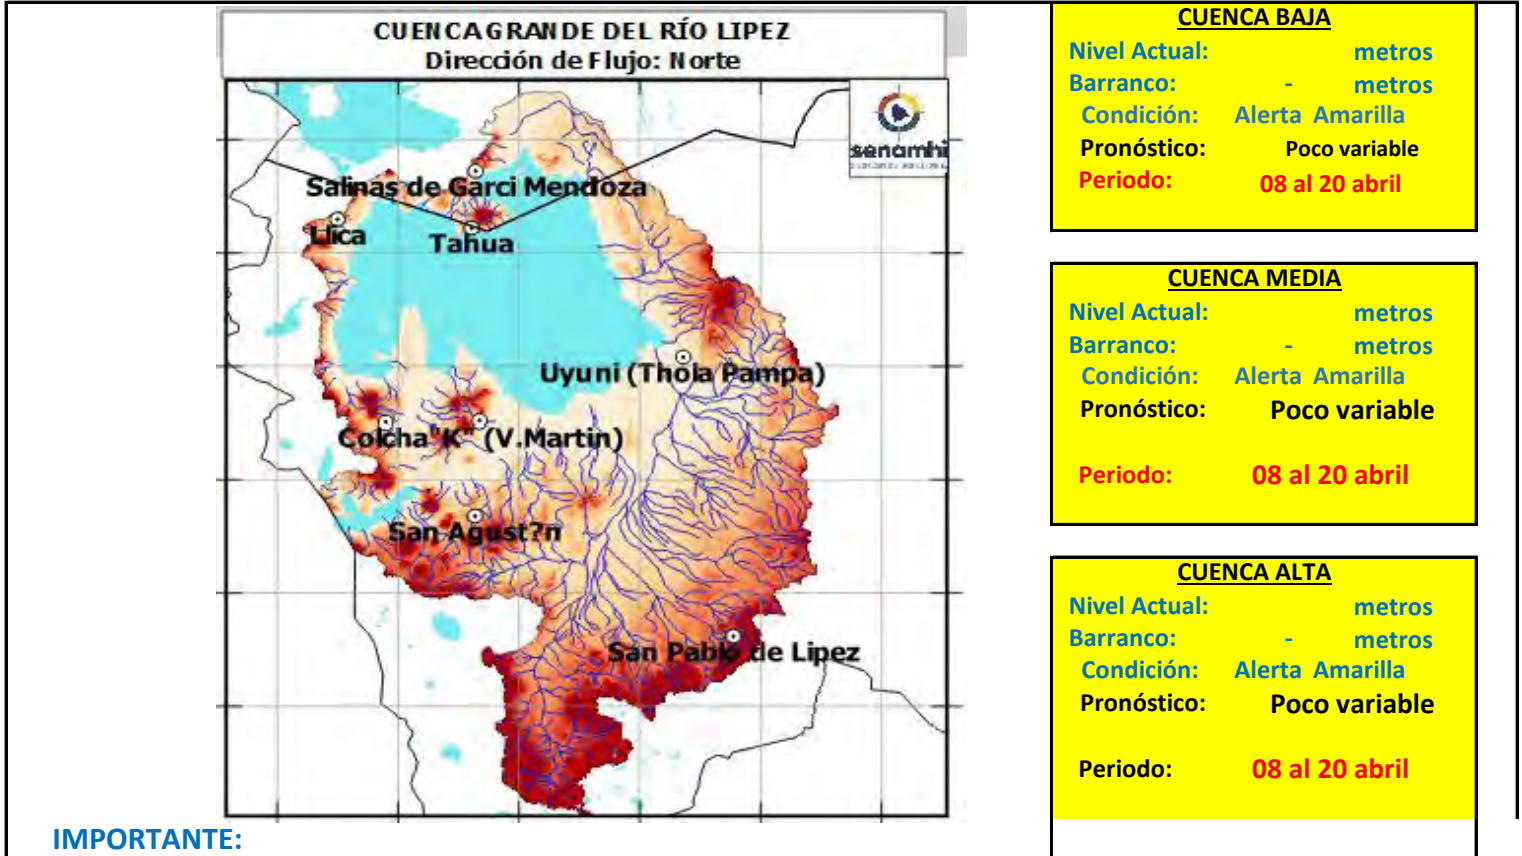 CUENCA GRANDE DEL RÍO LIPEZ
Dirección de Flujo: Norte
senamhi
Salinas de Garci Mendoza
Llica
Tahua
Uyuni (Thola Pampa)
Colcha"K" (V.Martin)
San Agust?n
San Pablo de Lipez
CUENCA BAJA
Nivel Actual: metros
Barranco: - metros
Condición: Alerta Amarilla
Pronóstico: Poco variable
Periodo: 08 al 20 abril
CUENCA MEDIA
Nivel Actual: metros
Barranco: - metros
Condición: Alerta Amarilla
Pronóstico: Poco variable
Periodo: 08 al 20 abril
CUENCA ALTA
Nivel Actual: metros
Barranco: - metros
Condición: Alerta Amarilla
Pronóstico: Poco variable
Periodo: 08 al 20 abril
IMPORTANTE: